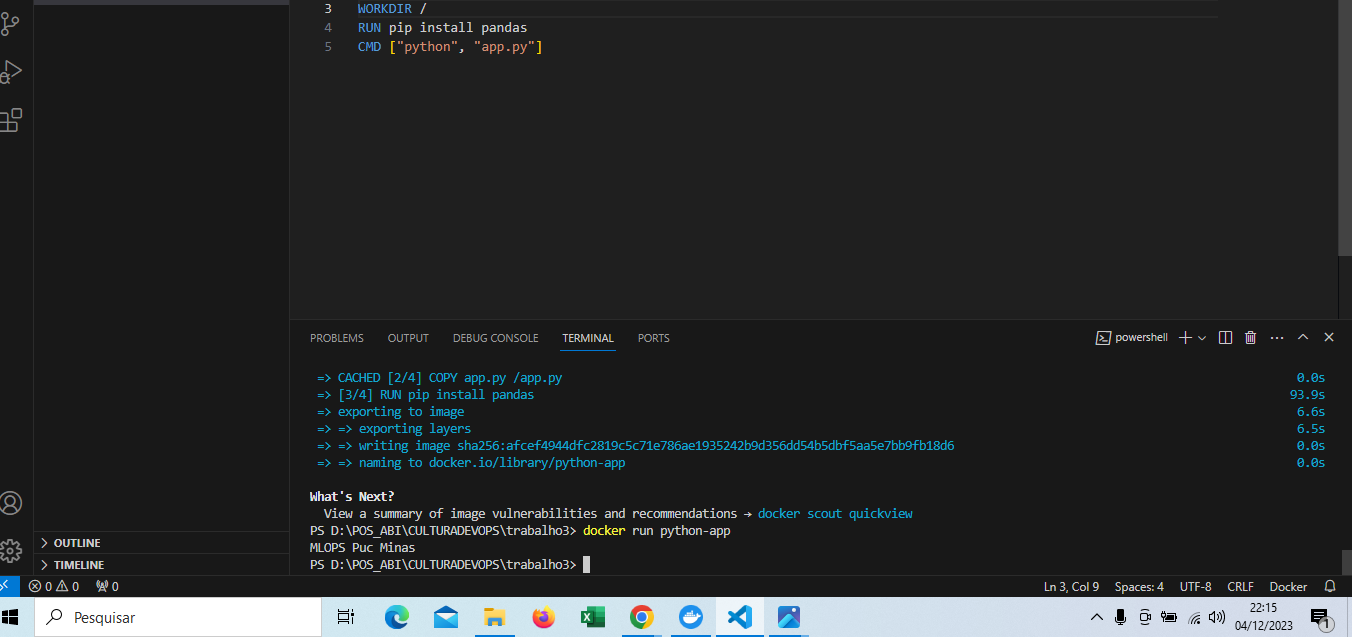 3 WORKDIR /
4 RUN pip install pandas
5 CMD ["python", "app.py"]
PROBLEMS OUTPUT DEBUG CONSOLE TERMINAL PORTS powershell
=> CACHED [2/4] COPY app.py /app.py 0.0s
=> [3/4] RUN pip install pandas 93.9s
=> exporting to image 6.6s
=> => exporting layers 6.5s
=> => writing image sha256:afcef4944dfc2819c5c71e786ae1935242b9d356dd54b5dbf5aa5e7bb9fb18d6 0.0s
=> => naming to docker.io/library/python-app 0.0s
What's Next?
View a summary of image vulnerabilities and recommendations → docker scout quickview
PS D:\POS_ABI\CULTURADEVOPS\trabalho3> docker run python-app
MLOPS Puc Minas
PS D:\POS_ABI\CULTURADEVOPS\trabalho3>
OUTLINE
TIMELINE
0 0 0 Ln 3, Col 9 Spaces: 4 UTF-8 CRLF Docker
Pesquisar
22:15
04/12/2023
1